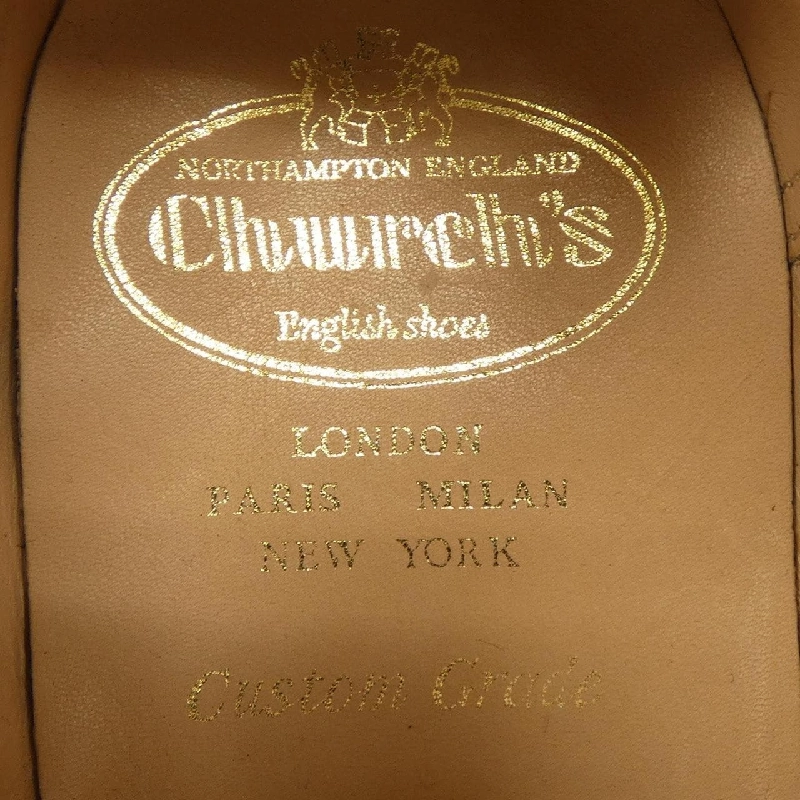 NORTHAMPTON ENGLAND
Church's
English shoes
LONDON
PARIS MILAN
NEW YORK
Custom Grade